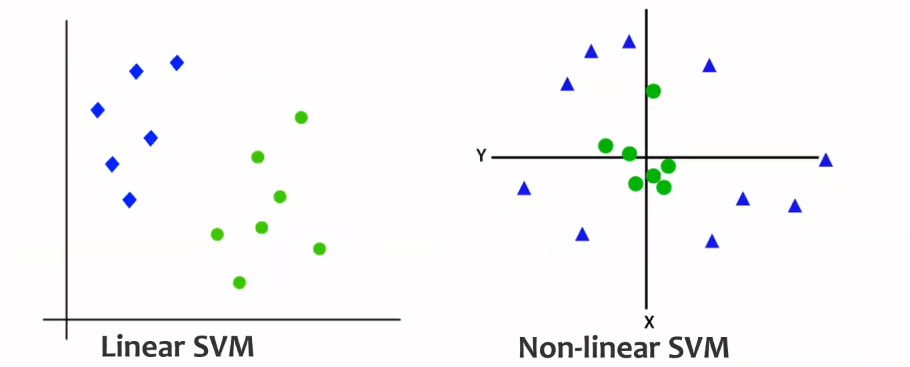 Y
X
Linear SVM
Non-linear SVM